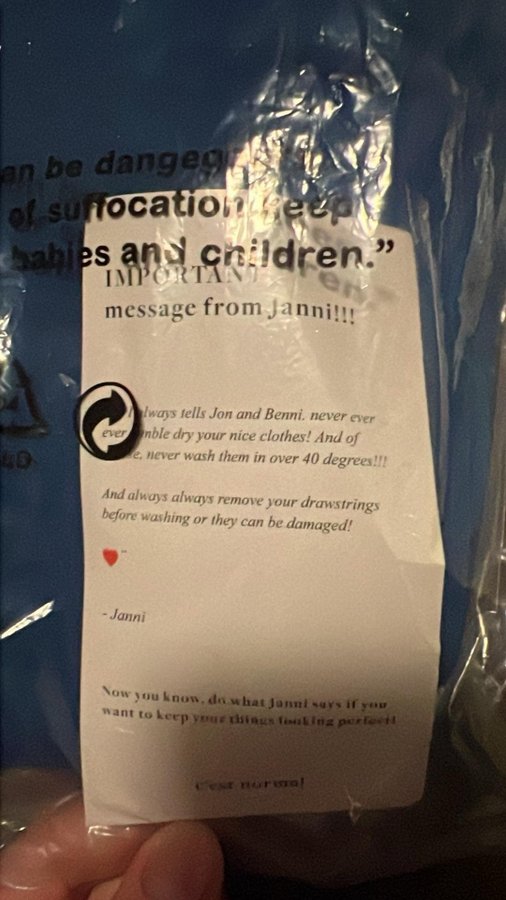 an be
of suffocation keep
babies and children.”
IMPORTANT
message from Janni!!!
always tells Jon and Benni. never ever
ever dry your nice clothes! And of
never wash them in over 40 degrees!!!
And always always remove your drawstrings
before washing or they can be damaged!
♥
- Janni
Now you know, do what Janni says if you
want to keep your things looking perfect!
c'est normal